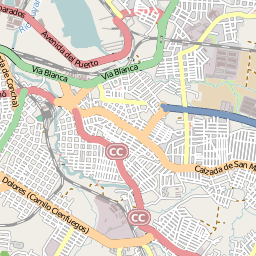 Avenida del Puerto
Vía Blanca
Vía Blanca
CC
Calzada de San M
Dolores (Camilo Cienfuegos)
CC